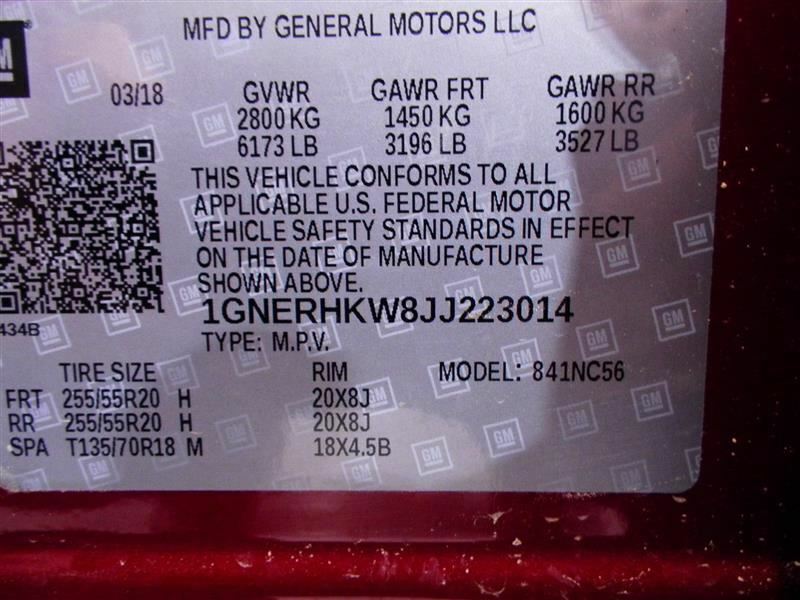 MFD BY GENERAL MOTORS LLC
GM
03/18 GVWR GAWR FRT GAWR RR
2800 KG 1450 KG 1600 KG
6173 LB 3196 LB 3527 LB
THIS VEHICLE CONFORMS TO ALL
APPLICABLE U.S. FEDERAL MOTOR
VEHICLE SAFETY STANDARDS IN EFFECT
ON THE DATE OF MANUFACTURE
SHOWN ABOVE.
1GNERHKW8JJ223014
434B
TYPE: M.P.V.
TIRE SIZE RIM MODEL: 841NC56
FRT 255/55R20 H 20X8J
RR 255/55R20 H 20X8J
SPA T135/70R18 M 18X4.5B